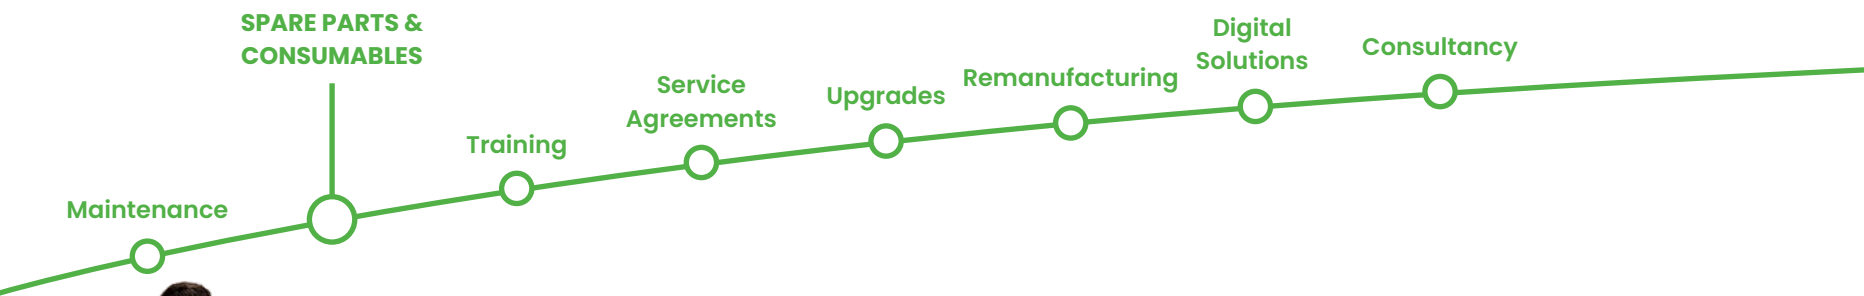 SPARE PARTS &
CONSUMABLES
Maintenance
Training
Service
Agreements
Upgrades
Remanufacturing
Digital
Solutions
Consultancy